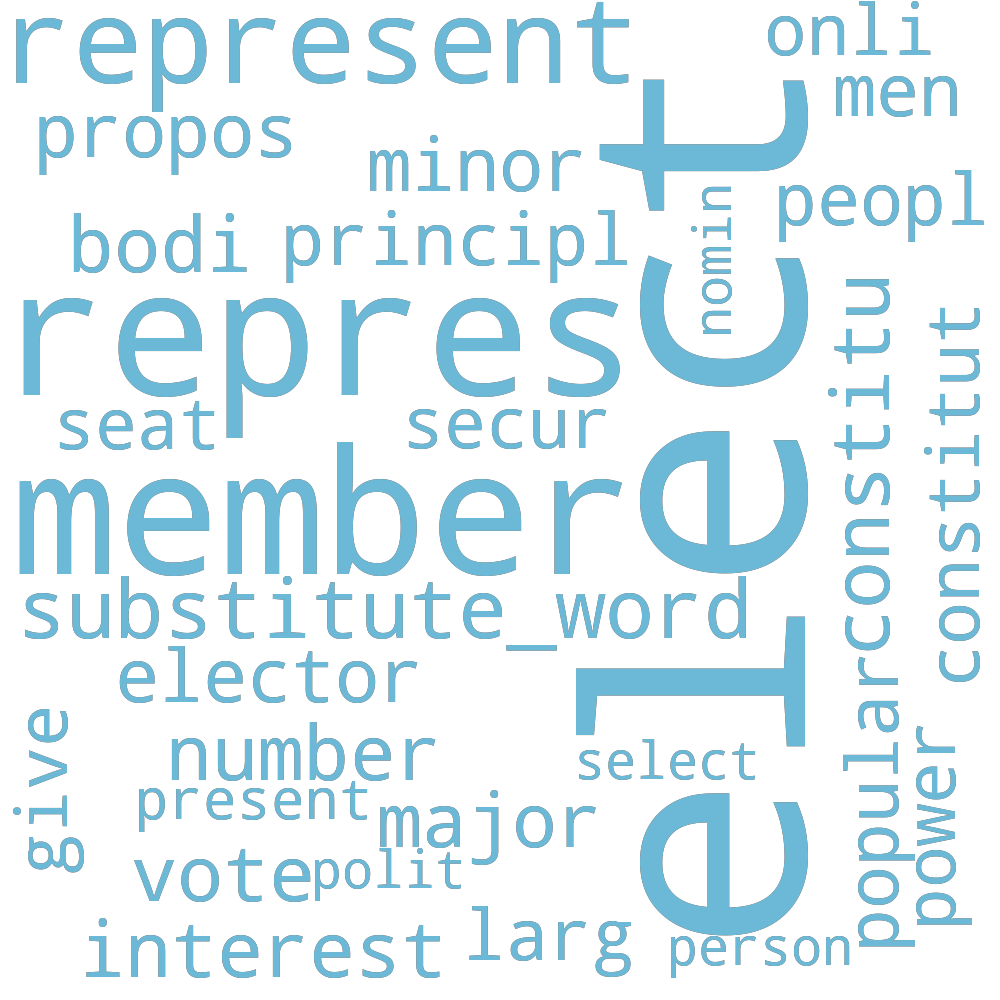 represent
onli
men
propos
minor
peopl
bodi
principl
nomin
repres
elect
constitu
constitut
seat
secur
member
substitute_word
elector
popular
power
give
number
select
present
major
vote
polit
interest
larg
person